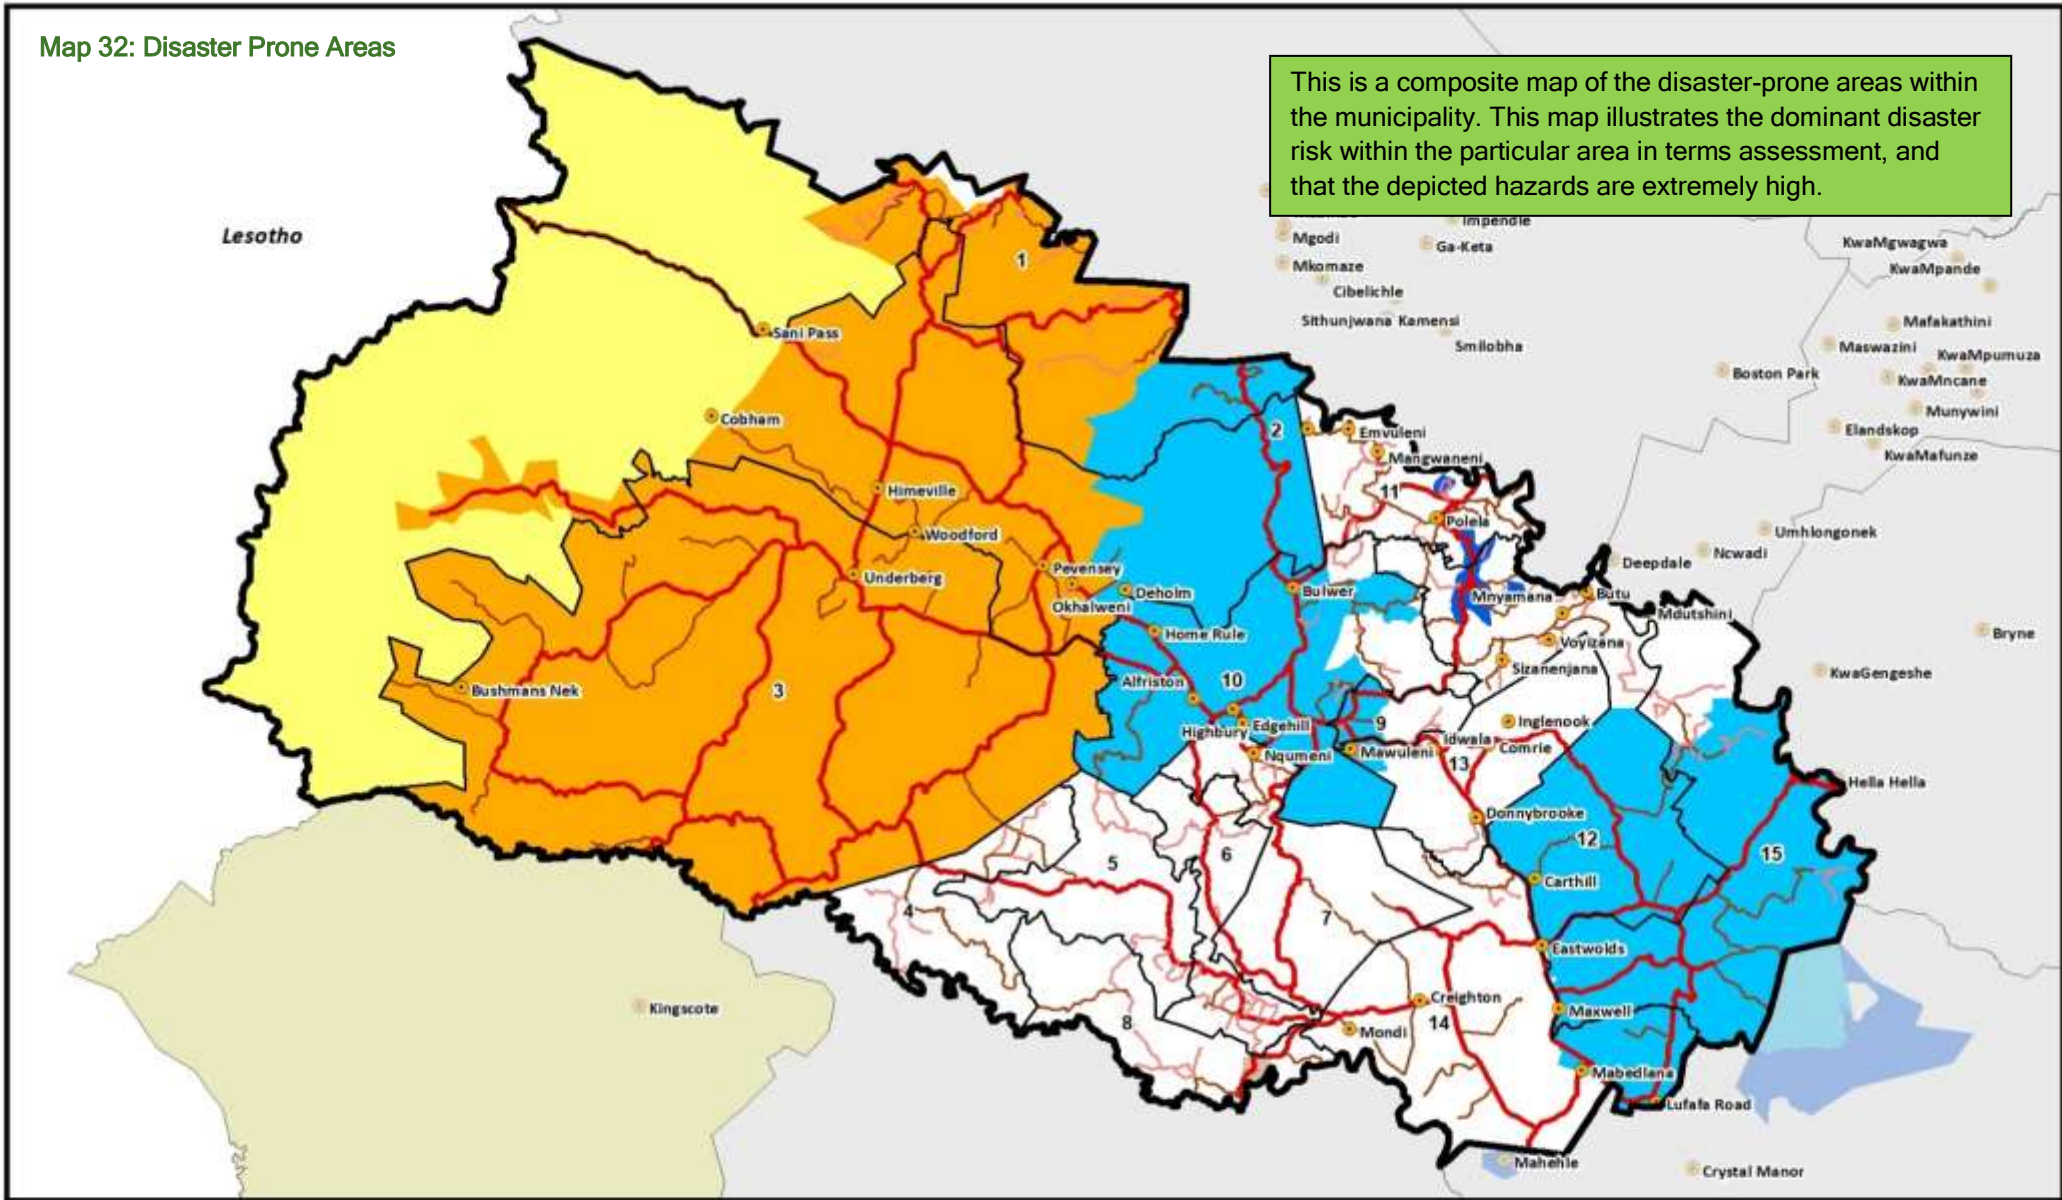 Map 32: Disaster Prone Areas
This is a composite map of the disaster-prone areas within
the municipality. This map illustrates the dominant disaster
risk within the particular area in terms assessment, and
that the depicted hazards are extremely high.
Lesotho
Impendle
Mgodi
Ga-Keta
Mkomaze
Cibelichle
Sithunjwana Kamensi
Smilobha
KwaMgwagwa
KwaMpande
Mafakathini
Maswazini
KwaMpumuza
Boston Park
KwaMncane
Munywini
Elandskop
KwaMafunze
1
Sani Pass
Cobham
2
Emvuleni
Mangwaneni
11
Himeville
Polela
Woodford
Umhlongonek
Ncwadi
Deepdale
Pevensey
Underberg
Okhalweni
Deholm
Bulwer
Mnyamana
Butu
Mdutshini
Home Rule
Voyizana
Bryne
Sizanenjana
KwaGengeshe
Bushmans Nek
3
Alfriston
10
Highbury
Edgehill
9
Inglenook
Idwala
Comrie
Nqumeni
Mawuleni
13
Hella Hella
Donnybrooke
12
15
5
6
Carthill
4
7
Eastwolds
Kingscote
Creighton
Maxwell
8
Mondi
14
Mabedlana
Lufafa Road
Mahehle
Crystal Manor